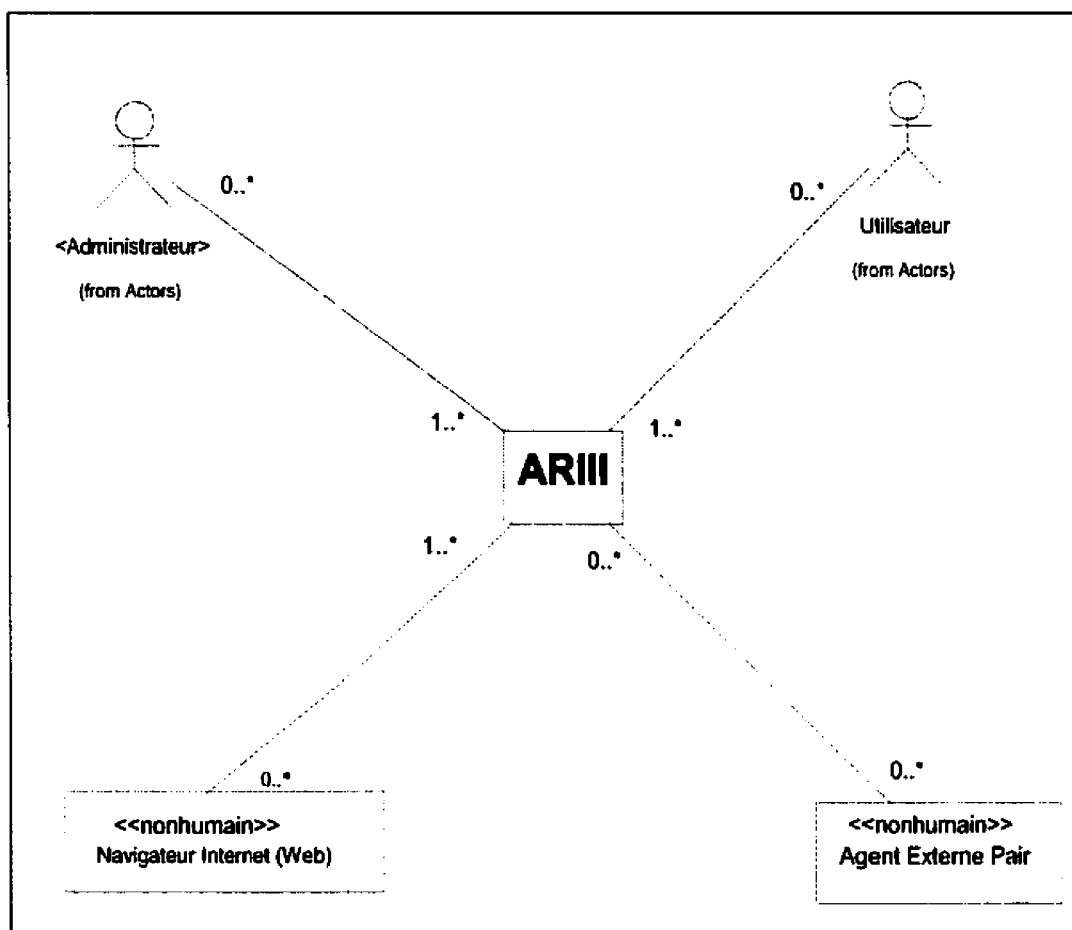 0..*
<Administrateur>
(from Actors)
0..*
Utilisateur
(from Actors)
1..*
1..*
ARIII
1..*
0..*
0..*
<<nonhumain>>
Navigateur Internet (Web)
0..*
<<nonhumain>>
Agent Externe Pair